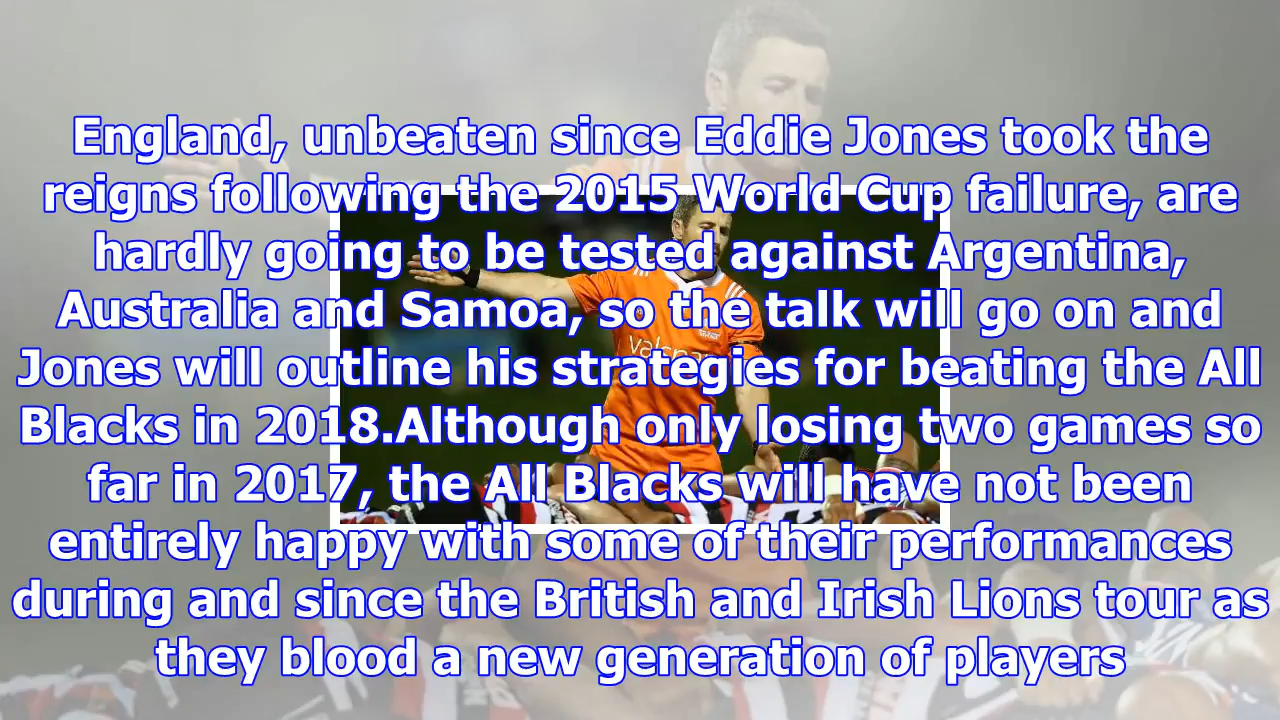 England, unbeaten since Eddie Jones took the
reigns following the 2015 World Cup failure, are
hardly going to be tested against Argentina,
Australia and Samoa, so the talk will go on and
Jones will outline his strategies for beating the All
Blacks in 2018.Although only losing two games so
far in 2017, the All Blacks will have not been
entirely happy with some of their performances
during and since the British and Irish Lions tour as
they blood a new generation of players